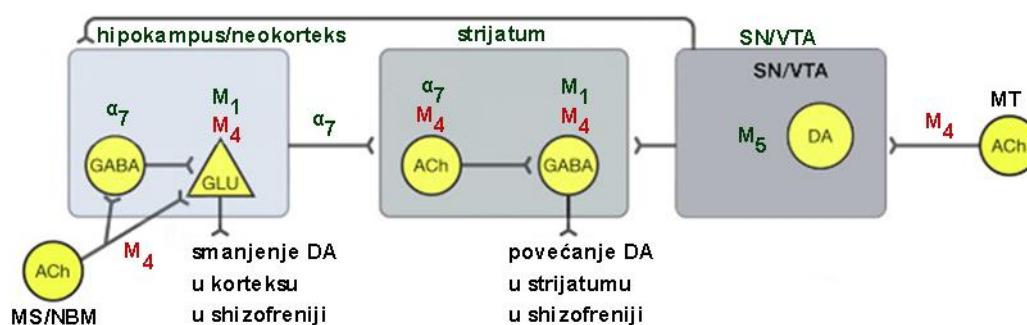 hipokampus/neokorteks
strijatum
SN/VTA
SN/VTA
α7
M1
M4
GABA
GLU
α7
α7
M4
ACh
M1
M4
GABA
M5
DA
M4
MT
ACh
ACh
MS/NBM
M4
smanjenje DA
u korteksu
u shizofreniji
povećanje DA
u strijatumu
u shizofreniji